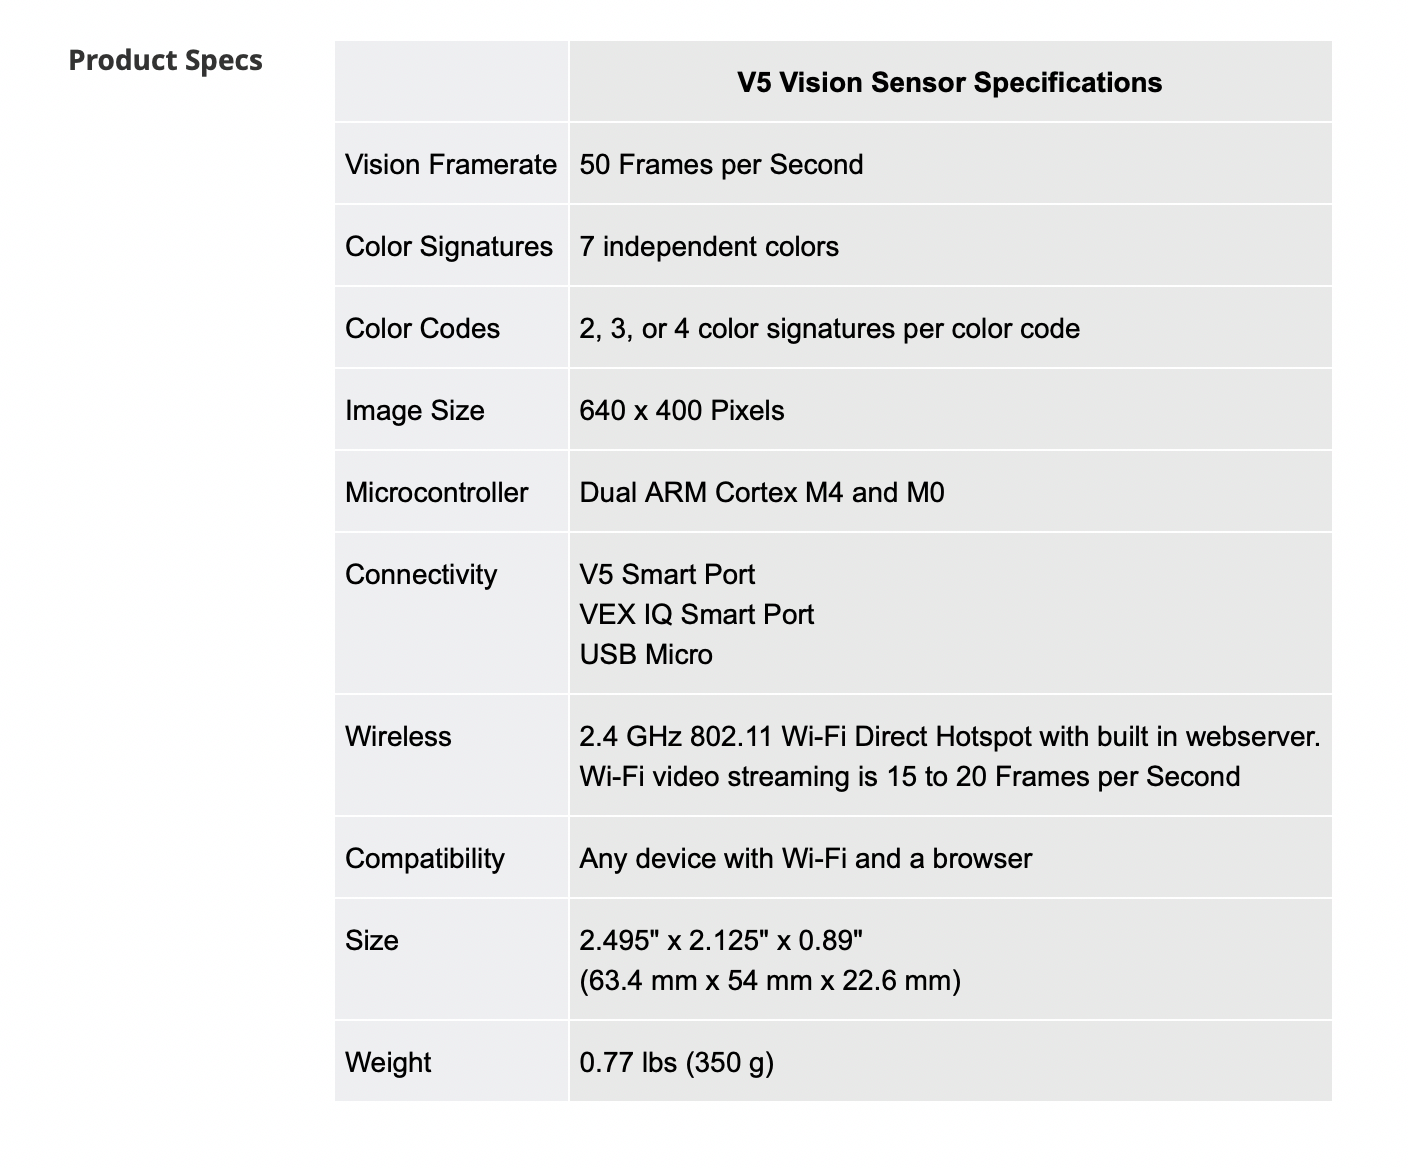 Product Specs
V5 Vision Sensor Specifications
Vision Framerate 50 Frames per Second
Color Signatures 7 independent colors
Color Codes 2, 3, or 4 color signatures per color code
Image Size 640 x 400 Pixels
Microcontroller Dual ARM Cortex M4 and M0
Connectivity V5 Smart Port
VEX IQ Smart Port
USB Micro
Wireless 2.4 GHz 802.11 Wi-Fi Direct Hotspot with built in webserver.
Wi-Fi video streaming is 15 to 20 Frames per Second
Compatibility Any device with Wi-Fi and a browser
Size 2.495" x 2.125" x 0.89"
(63.4 mm x 54 mm x 22.6 mm)
Weight 0.77 lbs (350 g)